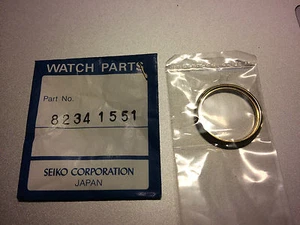 WATCH PARTS
Part No.
8234 1551
SEIKO CORPORATION
JAPAN